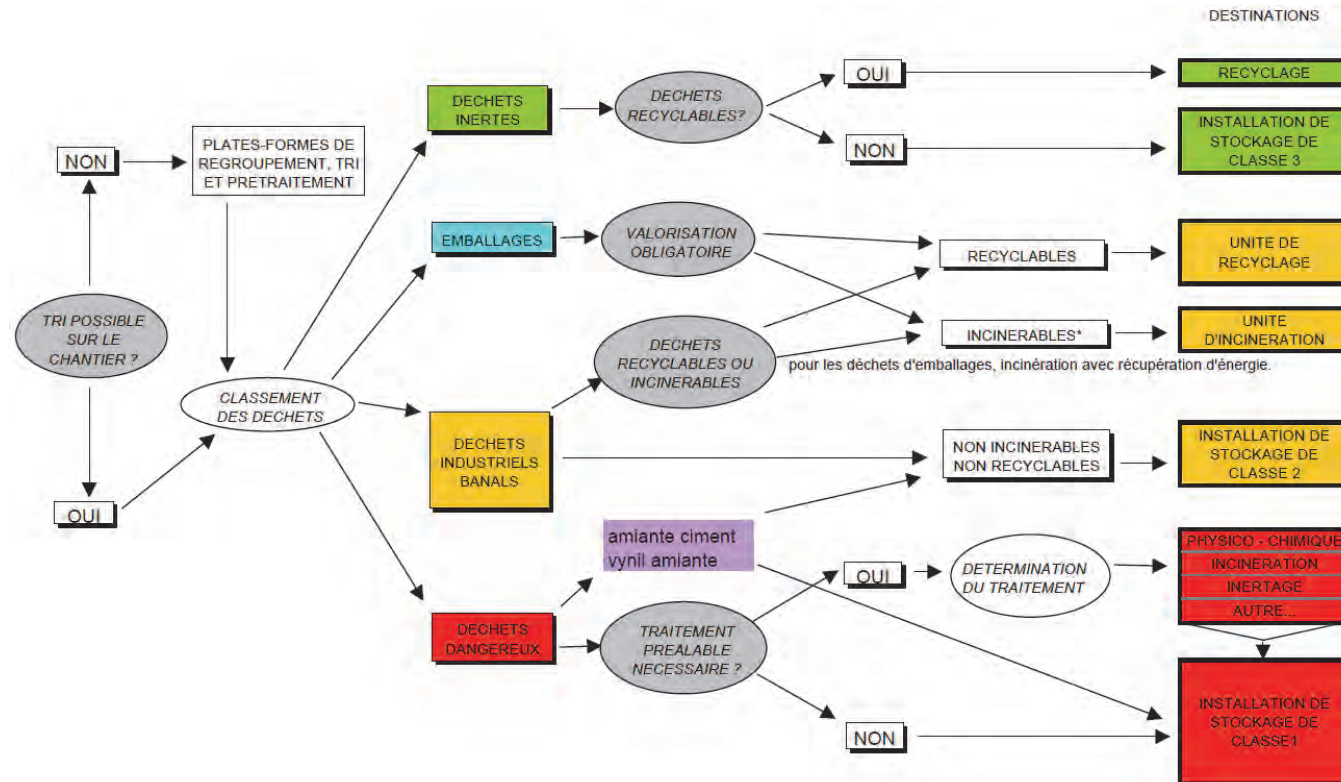 DESTINATIONS
OUI
RECYCLAGE
DECHETS
INERTES
DECHETS
RECYCLABLES?
NON
INSTALLATION DE
STOCKAGE DE
CLASSE 3
NON
PLATES-FORMES DE
REGROUPEMENT, TRI
ET PRETRAITEMENT
EMBALLAGES
VALORISATION
OBLIGATOIRE
RECYCLABLES
UNITE DE
RECYCLAGE
TRI POSSIBLE
SUR LE
CHANTIER ?
DECHETS
RECYCLABLES OU
INCINERABLES
INCINERABLES*
UNITE
D'INCINERATION
pour les déchets d'emballages, incinération avec récupération d'énergie.
CLASSEMENT
DES DECHETS
DECHETS
INDUSTRIELS
BANALS
NON INCINERABLES
NON RECYCLABLES
INSTALLATION DE
STOCKAGE DE
CLASSE 2
OUI
amiante ciment
vynil amiante
OUI
DETERMINATION
DU TRAITEMENT
PHYSICO - CHIMIQUE
INCINERATION
INERTAGE
AUTRE...
DECHETS
DANGEREUX
TRAITEMENT
PREALABLE
NECESSAIRE ?
NON
INSTALLATION DE
STOCKAGE DE
CLASSE1